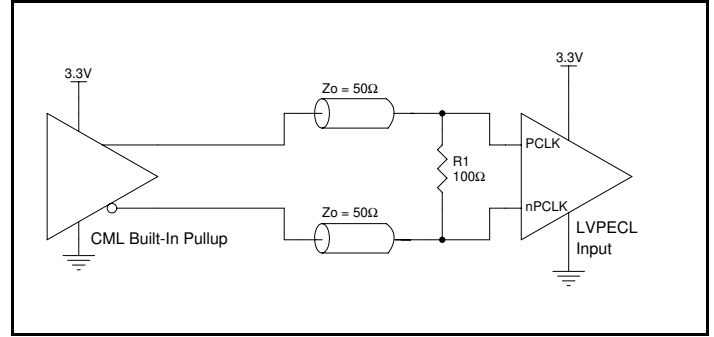 3.3V
3.3V
Zo = 50Ω
PCLK
R1
100Ω
Zo = 50Ω
nPCLK
CML Built-In Pullup
LVPECL
Input